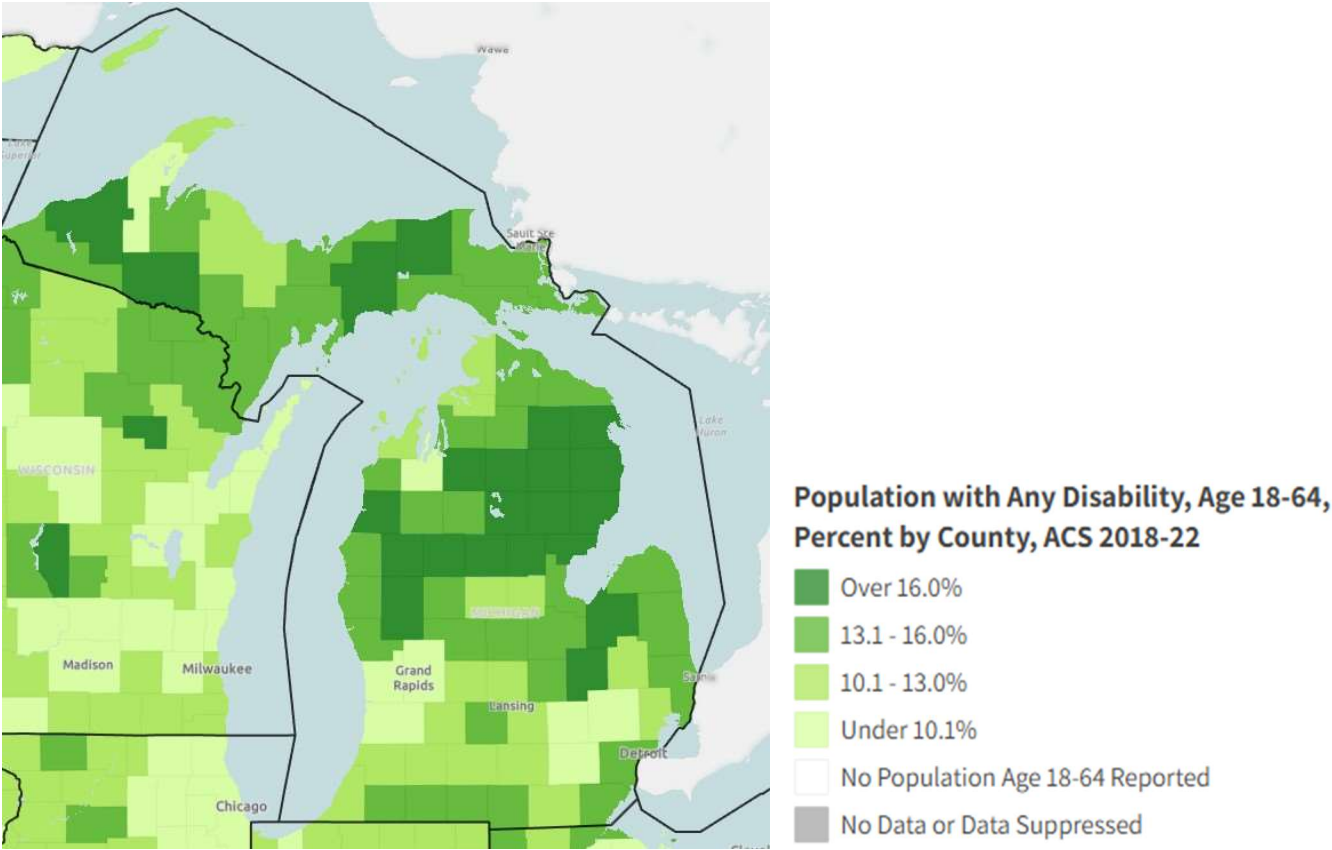 Wawa
Lake
Superior
Sault Ste
Marie
Lake
Huron
WISCONSIN
MICHIGAN
Madison
Milwaukee
Grand
Rapids
Lansing
Sarnia
Detroit
Chicago
Population with Any Disability, Age 18-64,
Percent by County, ACS 2018-22
Over 16.0%
13.1 - 16.0%
10.1 - 13.0%
Under 10.1%
No Population Age 18-64 Reported
No Data or Data Suppressed